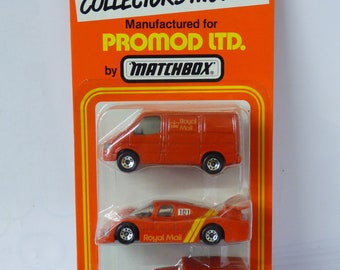 COLLECTORS
Manufactured for
PROMOD LTD.
by MATCHBOX
Royal
Mail
Royal Mail